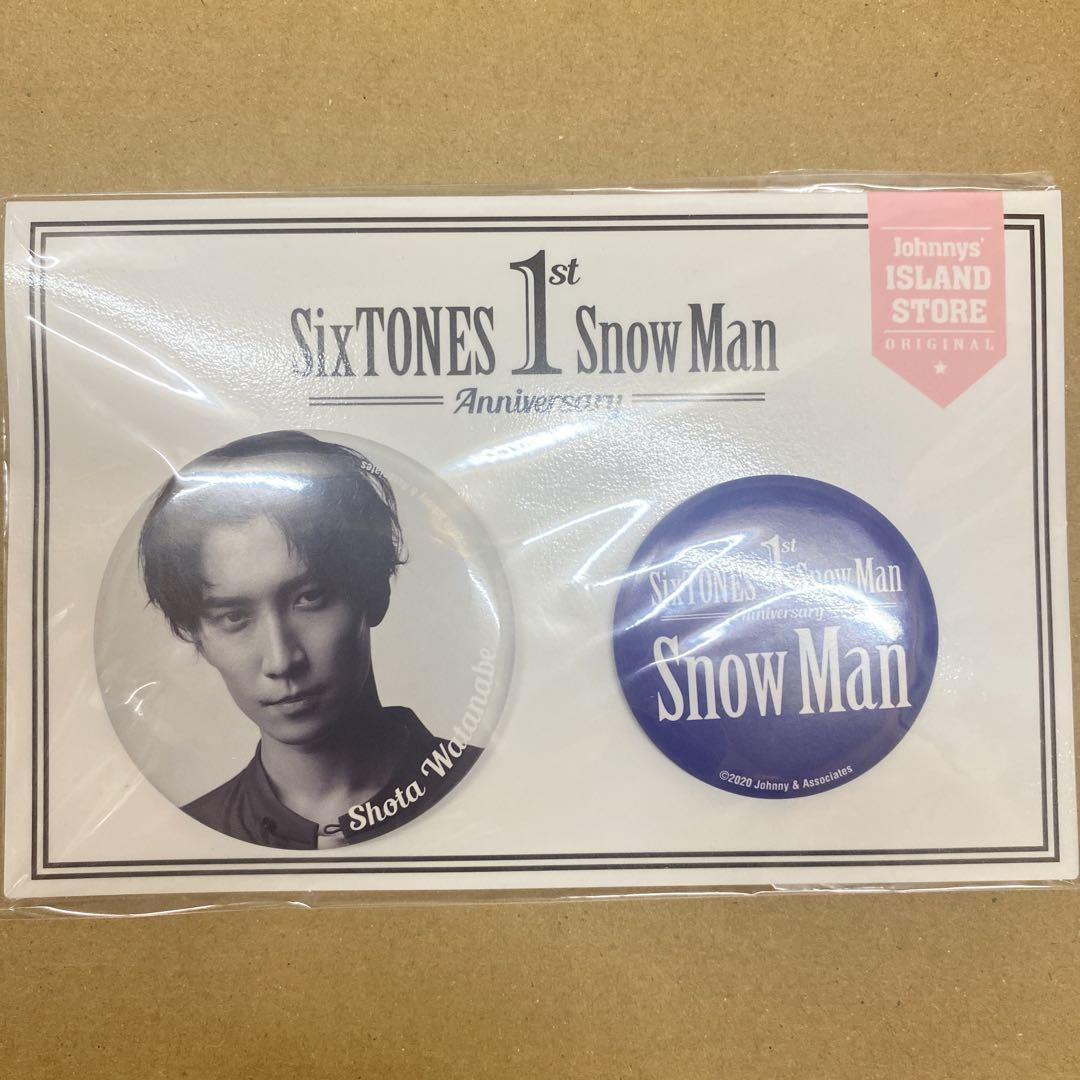 Johnnys'
ISLAND
STORE
ORIGINAL
SixTONES 1st Snow Man
Anniversary
Shota Watanabe
SixTONES 1st Snow Man
Anniversary
Snow Man
©2020 Johnny & Associates